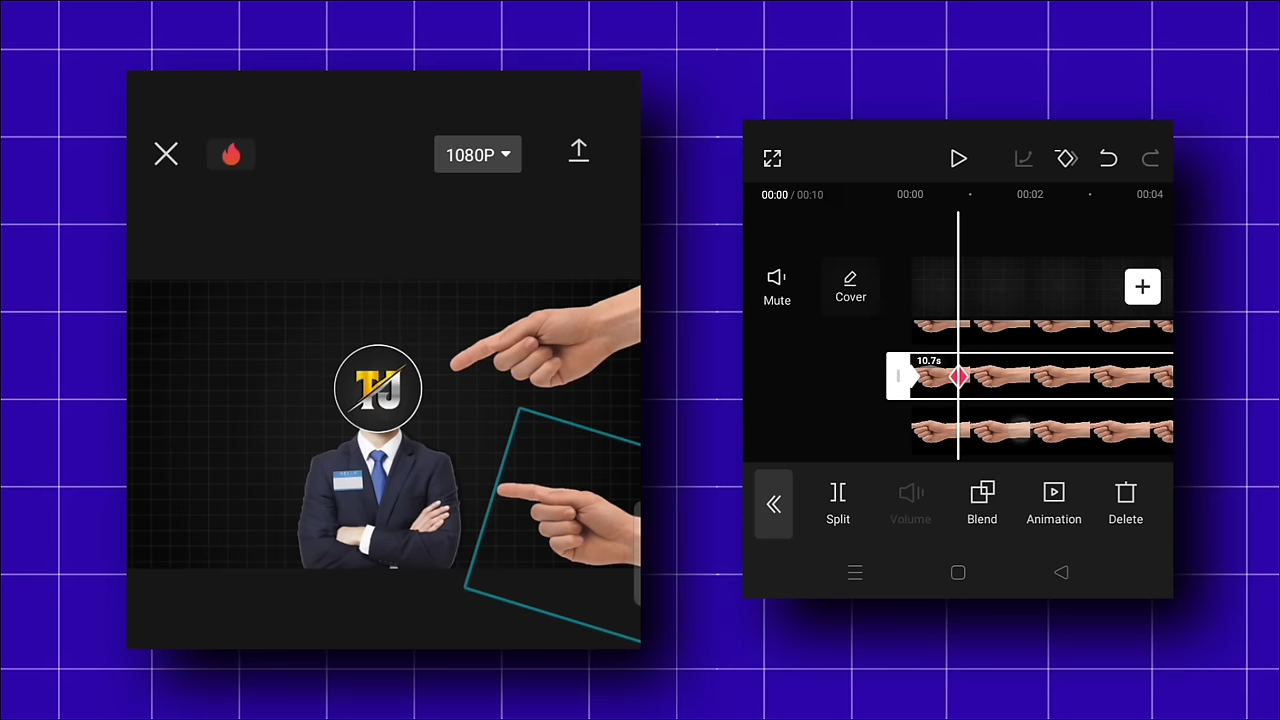 1080P
TJ
00:00 / 00:10
00:00
00:02
00:04
Mute
Cover
10.7s
Split
Volume
Blend
Animation
Delete